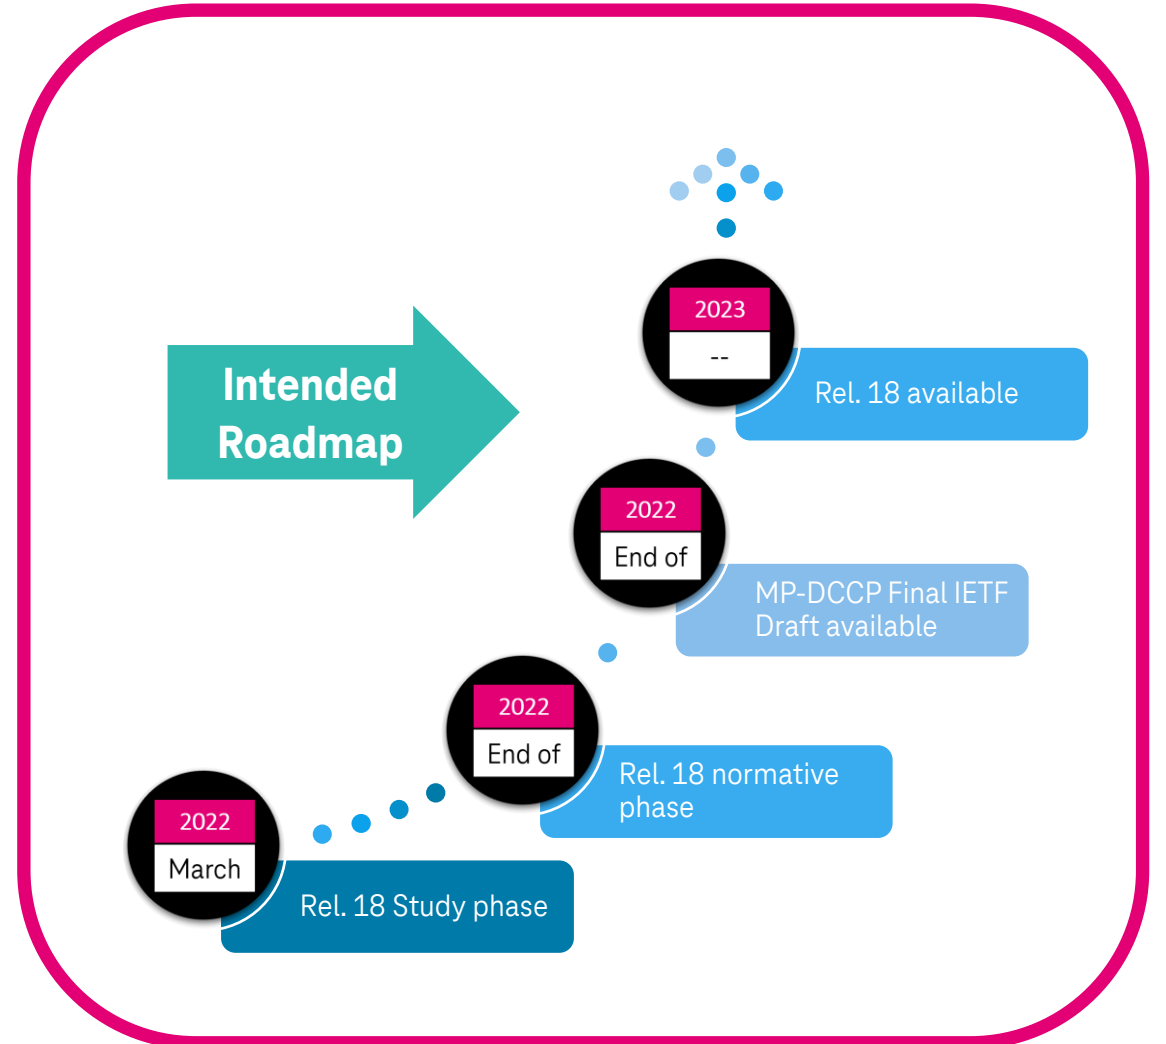 2023
--
Rel. 18 available
Intended
Roadmap
2022
End of
MP-DCCP Final IETF
Draft available
2022
End of
Rel. 18 normative
phase
2022
March
Rel. 18 Study phase